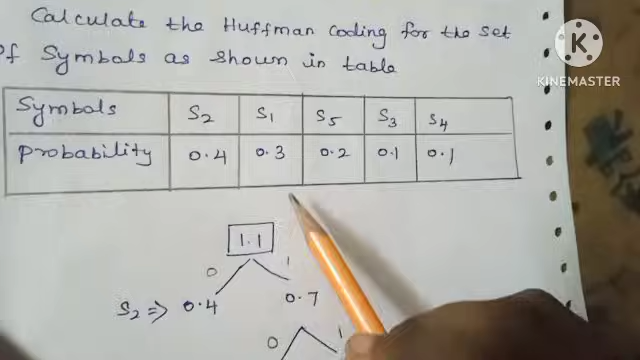 Calculate the Huffman coding for the set
of Symbols as shown in table
Symbols S2 S1 S5 S3 S4
Probability 0.4 0.3 0.2 0.1 0.1
1.1
0 1
S2 => 0.4 0.7
0 1
K
KINEMASTER